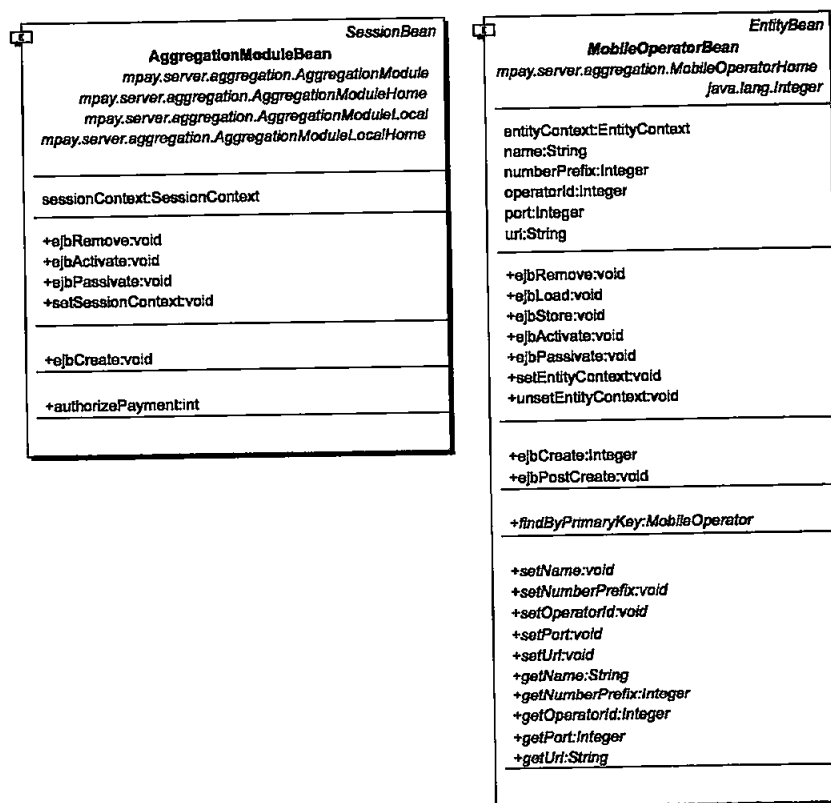 SessionBean
AggregationModuleBean
mpay.server.aggregation.AggregationModule
mpay.server.aggregation.AggregationModuleHome
mpay.server.aggregation.AggregationModuleLocal
mpay.server.aggregation.AggregationModuleLocalHome
sessionContext:SessionContext
+ejbRemove:void
+ejbActivate:void
+ejbPassivate:void
+setSessionContext:void
+ejbCreate:void
+authorizePayment:int
EntityBean
MobileOperatorBean
mpay.server.aggregation.MobileOperatorHome
java.lang.Integer
entityContext:EntityContext
name:String
numberPrefix:Integer
operatorId:Integer
port:Integer
url:String
+ejbRemove:void
+ejbLoad:void
+ejbStore:void
+ejbActivate:void
+ejbPassivate:void
+setEntityContext:void
+unsetEntityContext:void
+ejbCreate:Integer
+ejbPostCreate:void
+findByPrimaryKey:MobileOperator
+setName:void
+setNumberPrefix:void
+setOperatorId:void
+setPort:void
+setUrl:void
+getName:String
+getNumberPrefix:Integer
+getOperatorId:Integer
+getPort:Integer
+getUrl:String